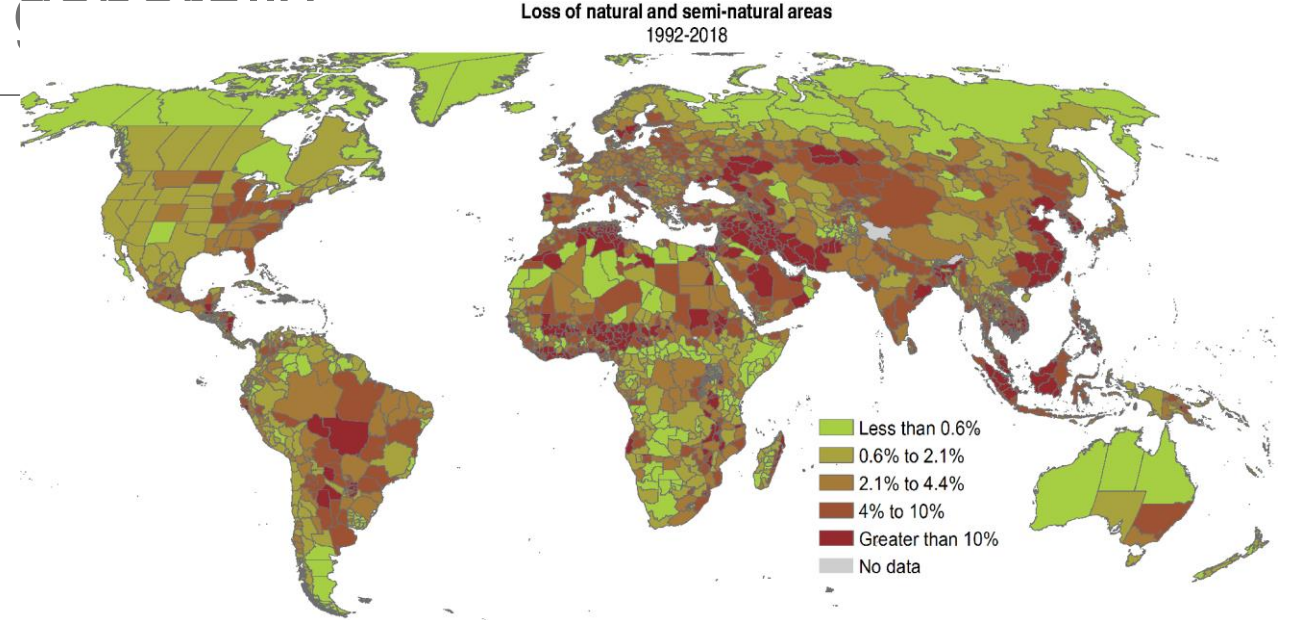 Loss of natural and semi-natural areas
1992-2018
Less than 0.6%
0.6% to 2.1%
2.1% to 4.4%
4% to 10%
Greater than 10%
No data